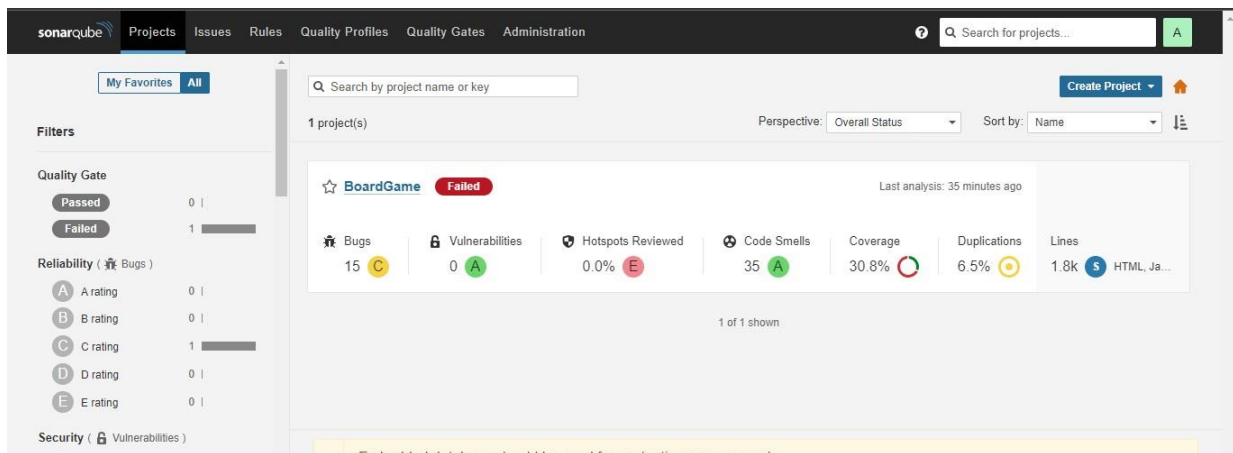 sonarqube Projects Issues Rules Quality Profiles Quality Gates Administration ? Search for projects... A
My Favorites All
Filters
Quality Gate
Passed 0
Failed 1
Reliability ( Bugs )
A A rating 0
B B rating 0
C C rating 1
D D rating 0
E E rating 0
Security ( Vulnerabilities )
Search by project name or key Create Project
1 project(s) Perspective: Overall Status Sort by: Name
BoardGame Failed Last analysis: 35 minutes ago
Bugs Vulnerabilities Hotspots Reviewed Code Smells Coverage Duplications Lines
15 C 0 A 0.0% E 35 A 30.8% 6.5% 1.8k S HTML, Ja...
1 of 1 shown